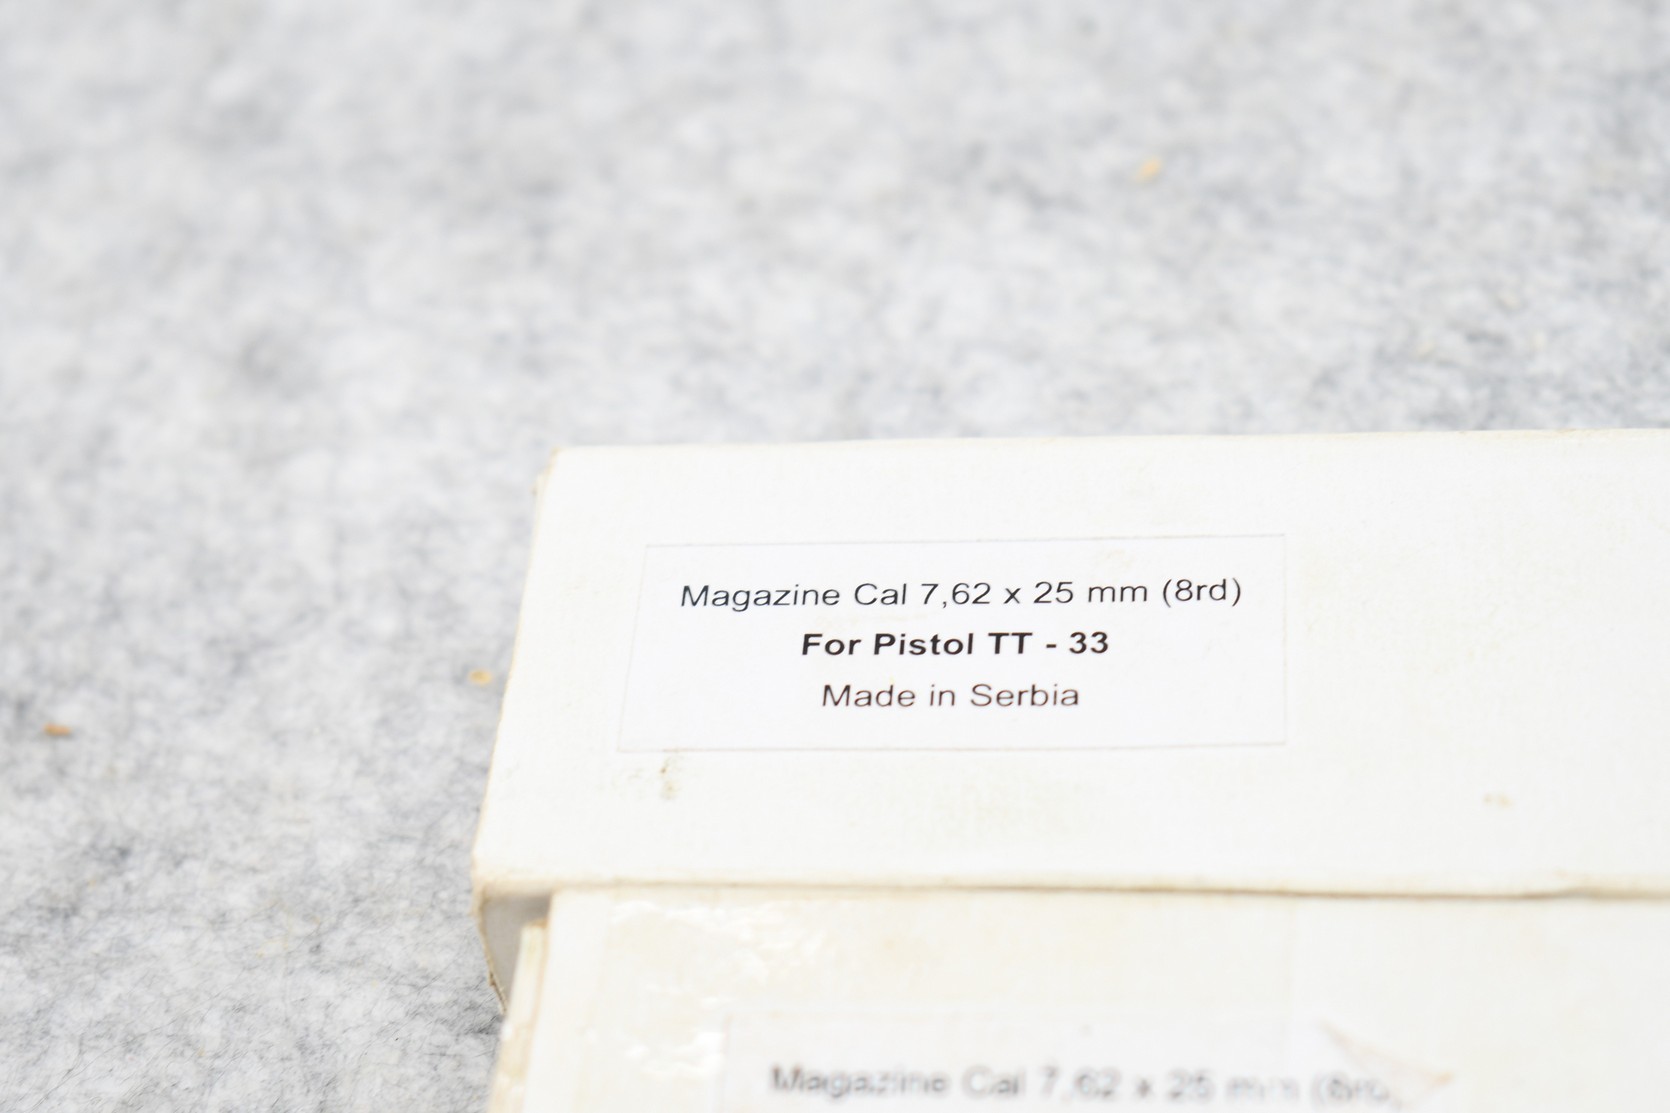 Magazine Cal 7,62 x 25 mm (8rd)
For Pistol TT - 33
Made in Serbia
Magazine Cal 7,62 x 25 mm